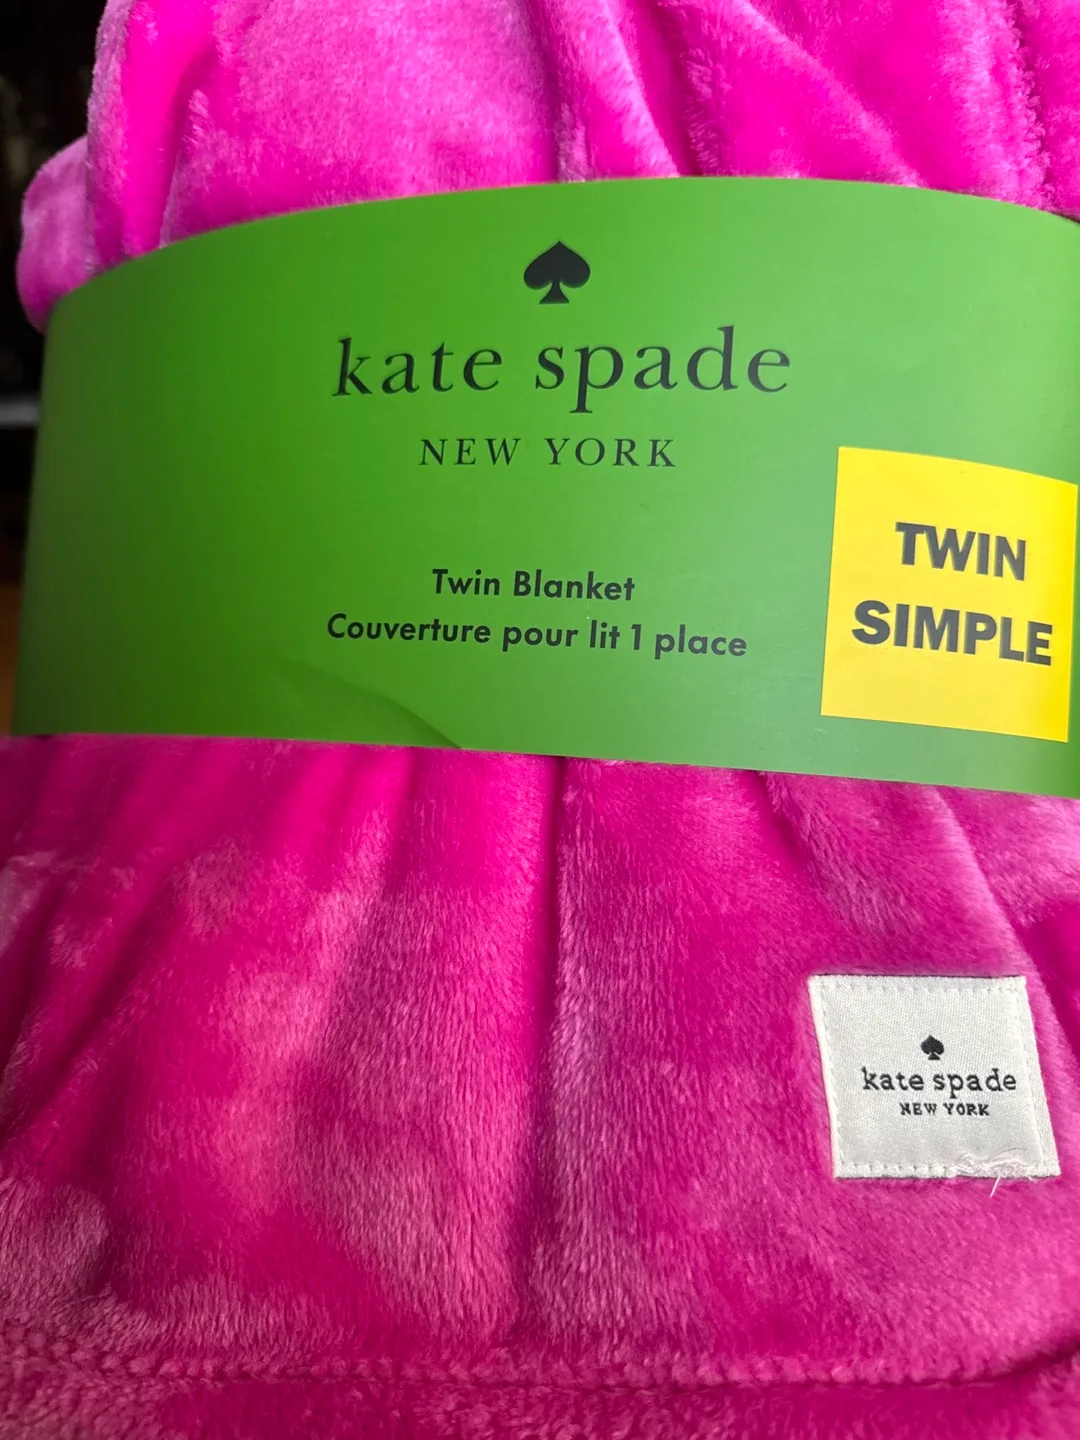 kate spade
NEW YORK
Twin Blanket
Couverture pour lit 1 place
TWIN
SIMPLE
kate spade
NEW YORK